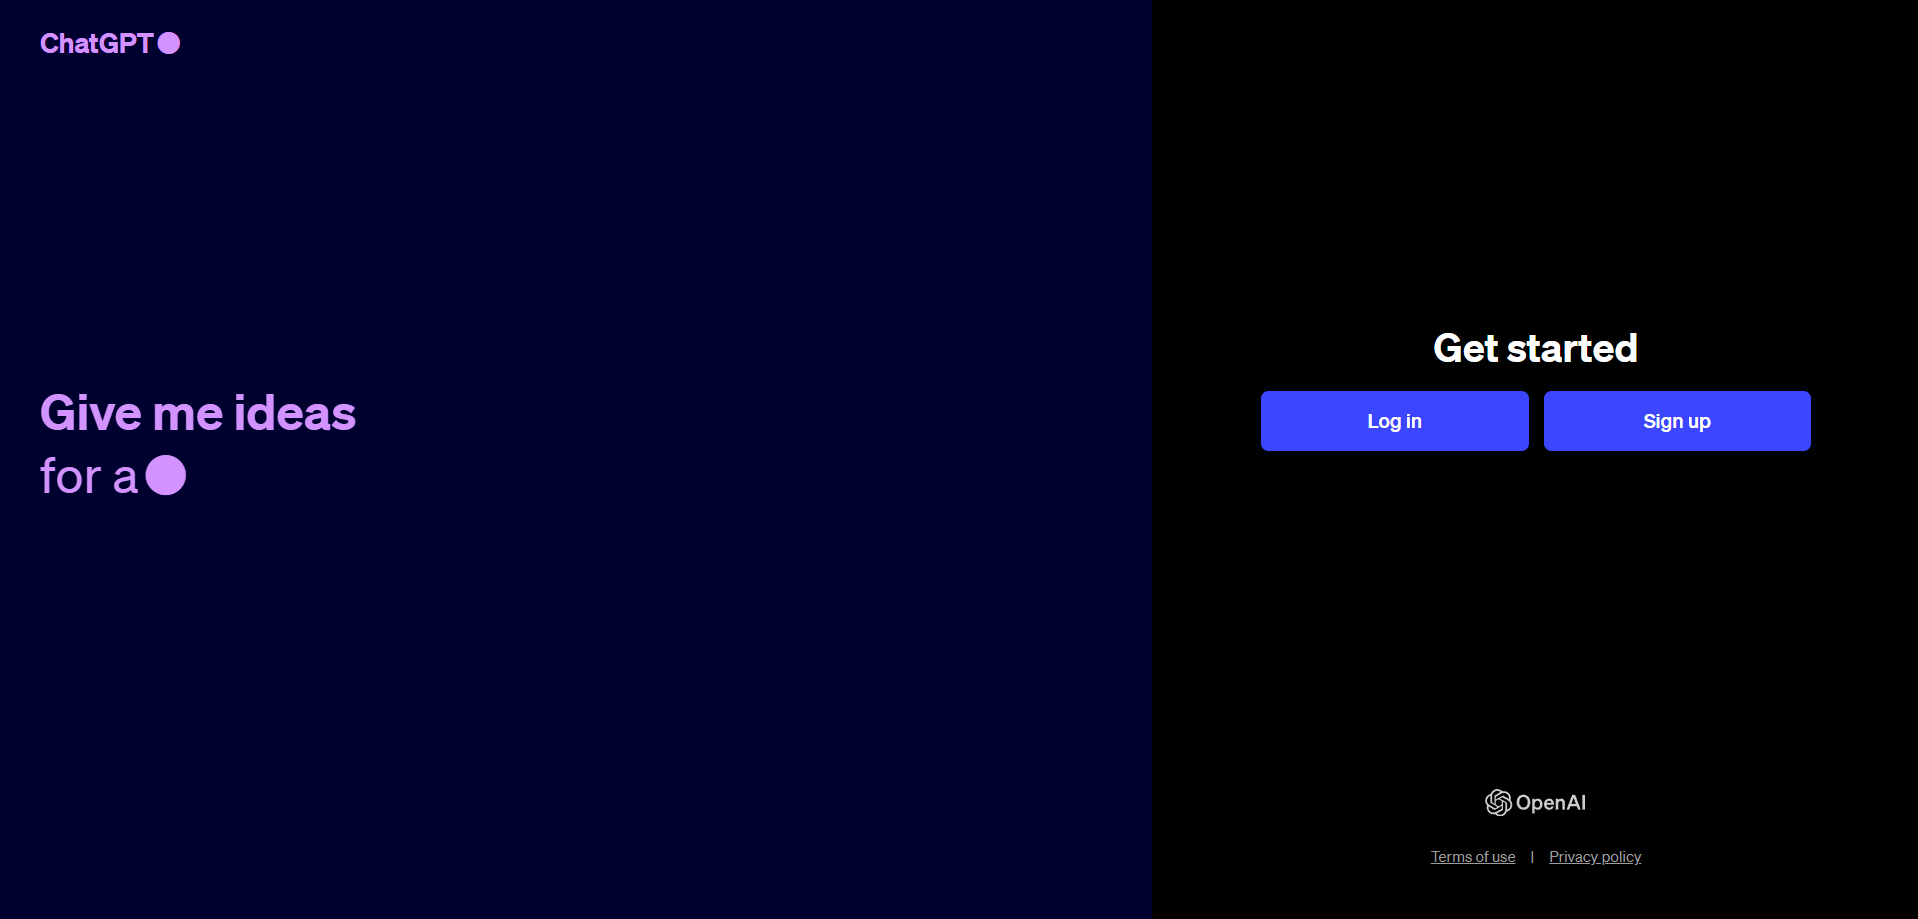 ChatGPT
Give me ideas
for a
Get started
Log in
Sign up
OpenAI
Terms of use | Privacy policy